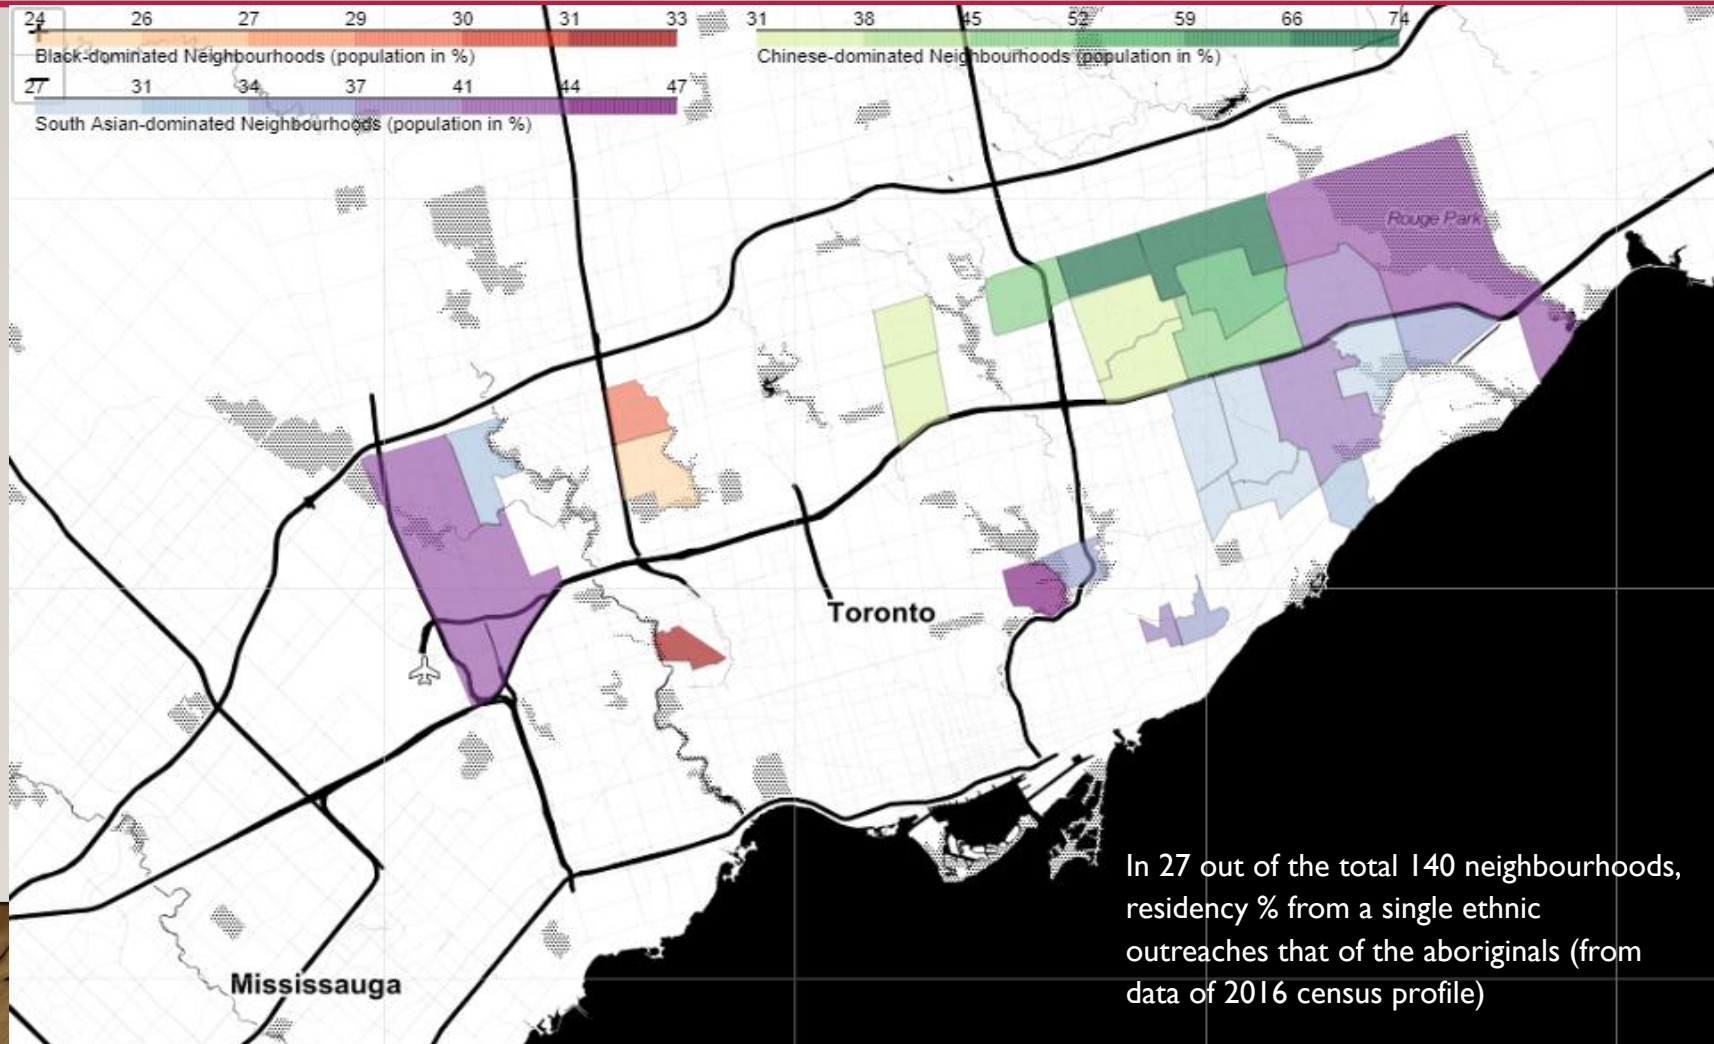 24 26 27 29 30 31 33
Black-dominated Neighbourhoods (population in %)
31 38 45 52 59 66 74
Chinese-dominated Neighbourhoods (population in %)
27 31 34 37 41 44 47
South Asian-dominated Neighbourhoods (population in %)
Rouge Park
Toronto
Mississauga
In 27 out of the total 140 neighbourhoods,
residency % from a single ethnic
outreaches that of the aboriginals (from
data of 2016 census profile)